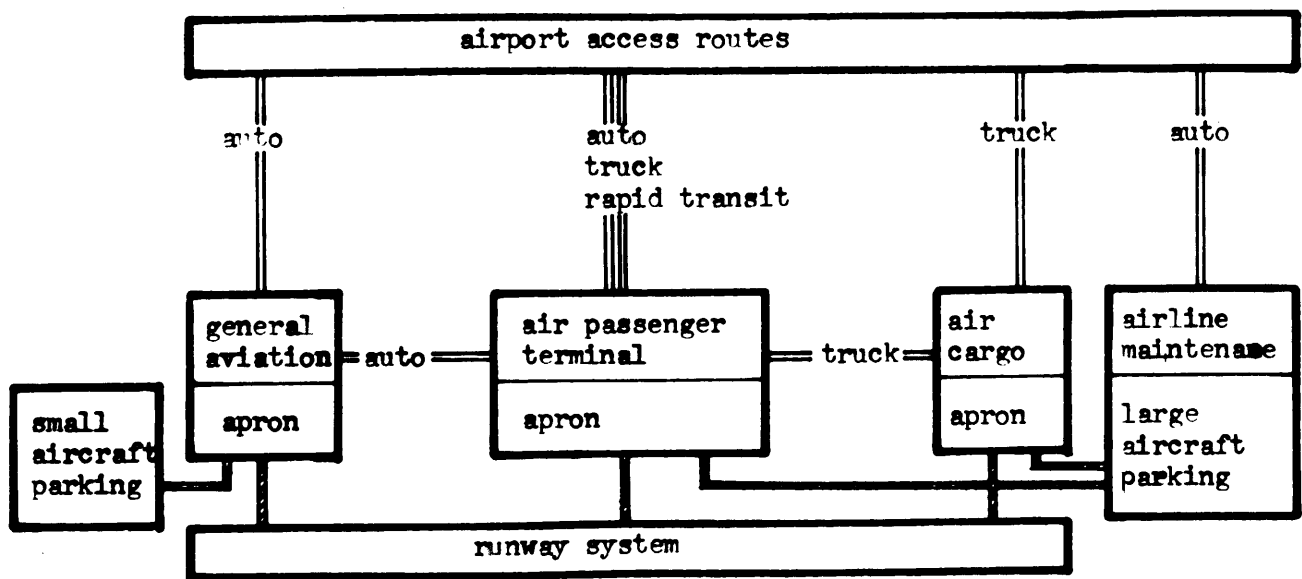 airport access routes
auto
auto
truck
rapid transit
truck
auto
general
aviation
auto
air passenger
terminal
truck
air
cargo
airline
maintename
small
aircraft
parking
apron
apron
apron
large
aircraft
parking
runway system